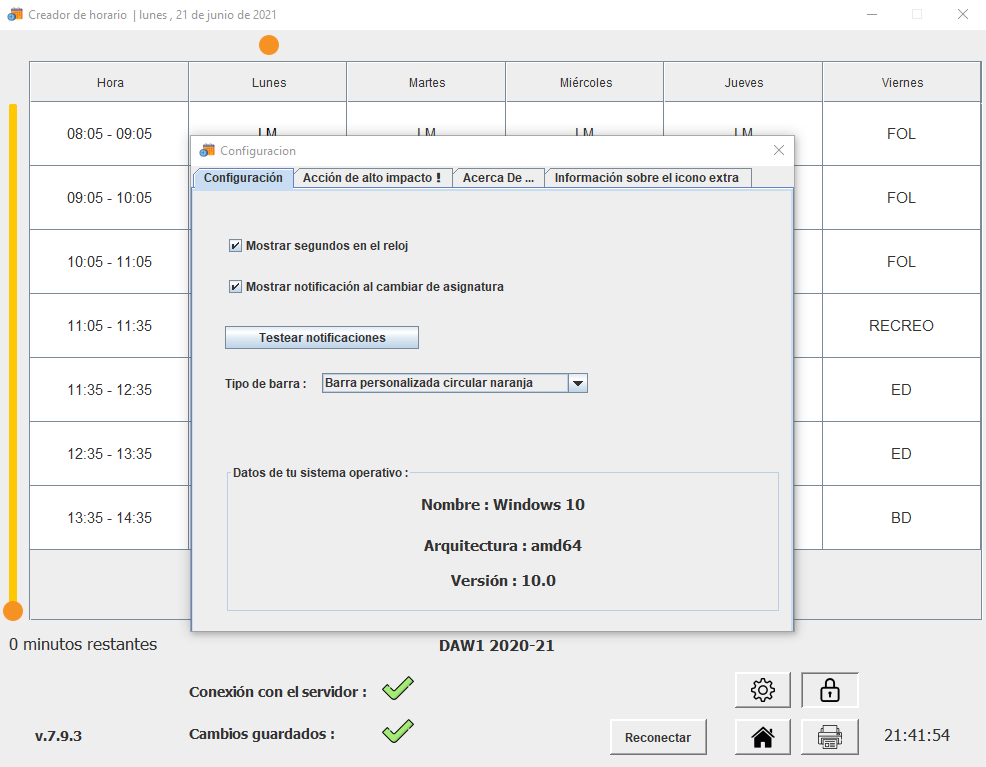 Creador de horario | lunes , 21 de junio de 2021
Hora Lunes Martes Miércoles Jueves Viernes
08:05 - 09:05 LM LM LM LM FOL
Configuracion
Configuración Acción de alto impacto ! Acerca De ... Información sobre el icono extra
09:05 - 10:05 FOL
Mostrar segundos en el reloj
10:05 - 11:05 FOL
Mostrar notificación al cambiar de asignatura
11:05 - 11:35 RECREO
Testear notificaciones
Tipo de barra : Barra personalizada circular naranja
11:35 - 12:35 ED
12:35 - 13:35 ED
Datos de tu sistema operativo :
Nombre : Windows 10
13:35 - 14:35 BD
Arquitectura : amd64
Versión : 10.0
0 minutos restantes DAW1 2020-21
Conexión con el servidor :
v.7.9.3 Cambios guardados : Reconectar 21:41:54